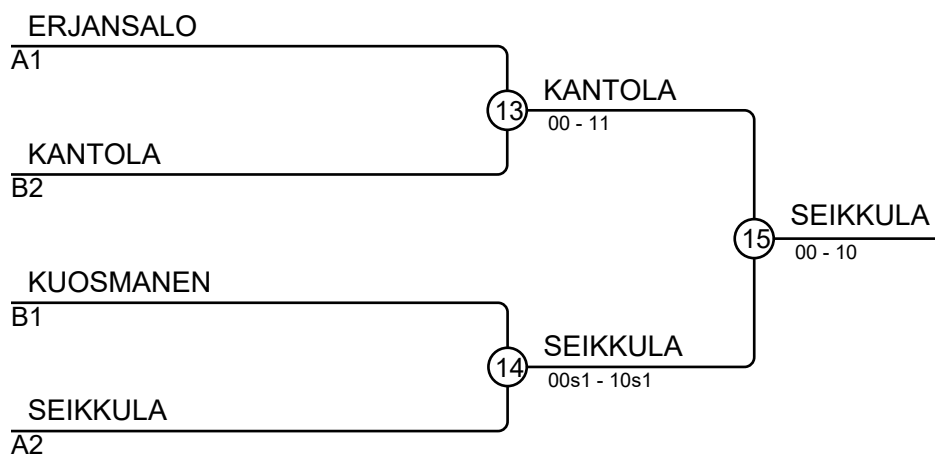 ERJANSALO
A1
13
KANTOLA
00 - 11
KANTOLA
B2
15
SEIKKULA
00 - 10
KUOSMANEN
B1
14
SEIKKULA
00s1 - 10s1
SEIKKULA
A2